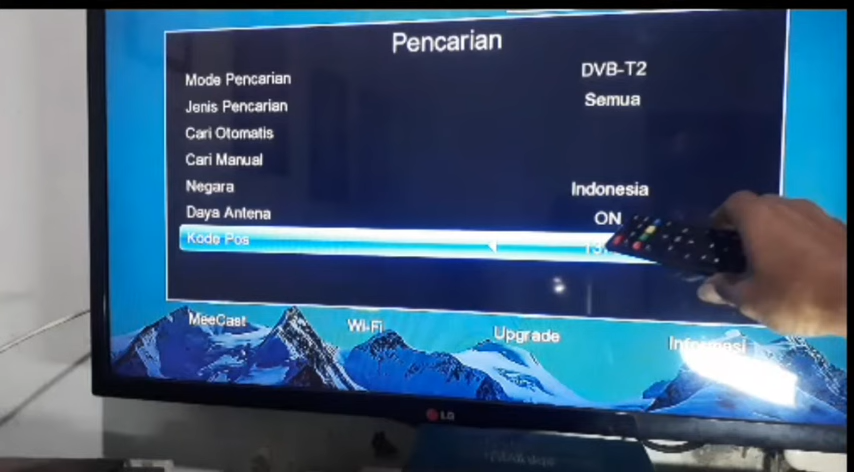 Pencarian
Mode Pencarian DVB-T2
Jenis Pencarian Semua
Cari Otomatis
Cari Manual
Negara Indonesia
Daya Antena ON
Kode Pos
MeeCast Wi-Fi Upgrade Informasi
LG